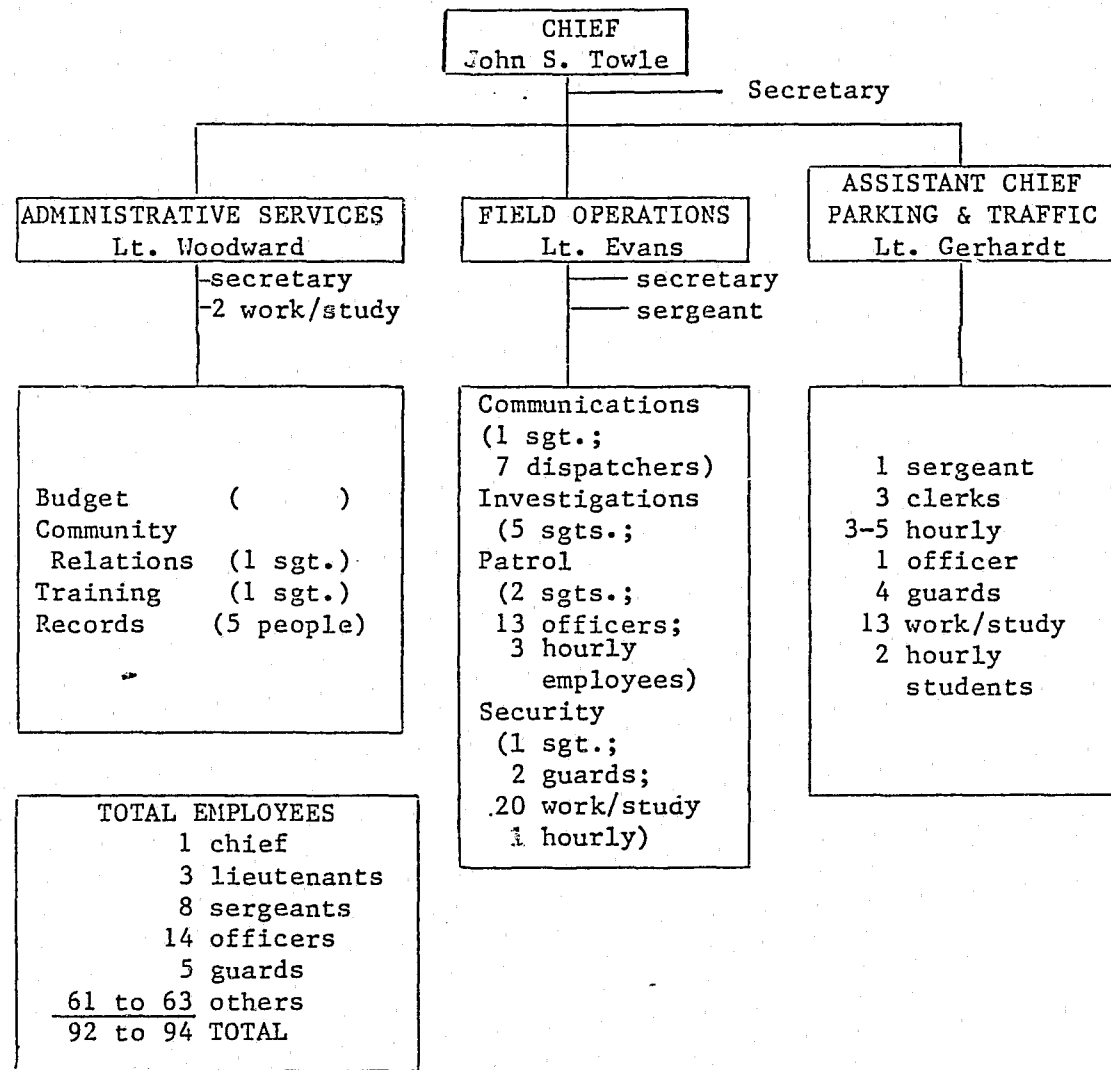 CHIEF
John S. Towle
Secretary
ADMINISTRATIVE SERVICES
Lt. Woodward
-secretary
-2 work/study
FIELD OPERATIONS
Lt. Evans
secretary
sergeant
ASSISTANT CHIEF
PARKING & TRAFFIC
Lt. Gerhardt
Budget ( )
Community
Relations (1 sgt.)
Training (1 sgt.)
Records (5 people)
Communications
(1 sgt.;
7 dispatchers)
Investigations
(5 sgts.;
Patrol
(2 sgts.;
13 officers;
3 hourly
employees)
Security
(1 sgt.;
2 guards;
20 work/study
1 hourly)
1 sergeant
3 clerks
3-5 hourly
1 officer
4 guards
13 work/study
2 hourly
students
TOTAL EMPLOYEES
1 chief
3 lieutenants
8 sergeants
14 officers
5 guards
61 to 63 others
92 to 94 TOTAL